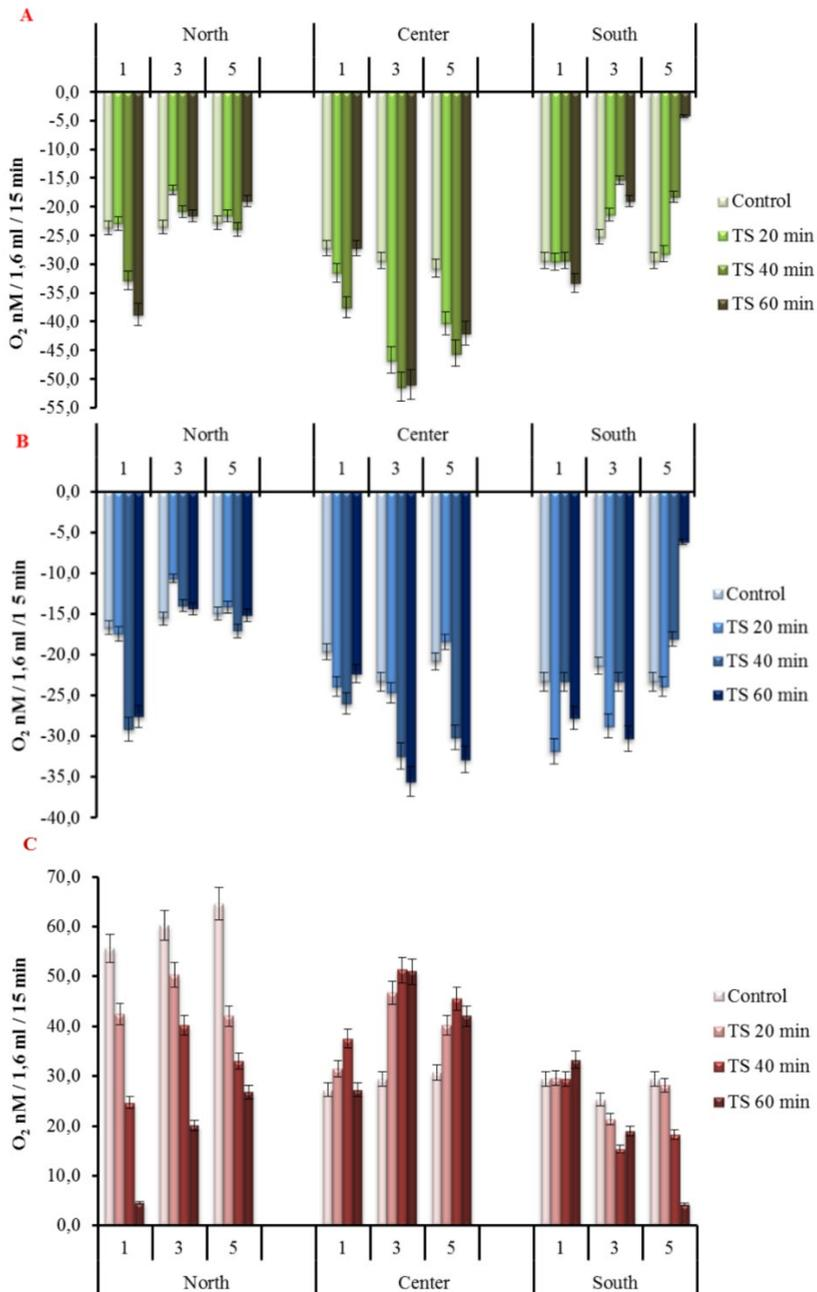 A
North Center South
1 3 5 1 3 5 1 3 5
0,0
-5,0
-10,0
-15,0
-20,0
-25,0
-30,0
-35,0
-40,0
-45,0
-50,0
-55,0
O₂ nM / 1,6 ml / 15 min
Control
TS 20 min
TS 40 min
TS 60 min
B
North Center South
1 3 5 1 3 5 1 3 5
0,0
-5,0
-10,0
-15,0
-20,0
-25,0
-30,0
-35,0
-40,0
O₂ nM / 1,6 ml /1 5 min
Control
TS 20 min
TS 40 min
TS 60 min
C
70,0
60,0
50,0
40,0
30,0
20,0
10,0
0,0
O₂ nM / 1,6 ml / 15 min
Control
TS 20 min
TS 40 min
TS 60 min
1 3 5 1 3 5 1 3 5
North Center South